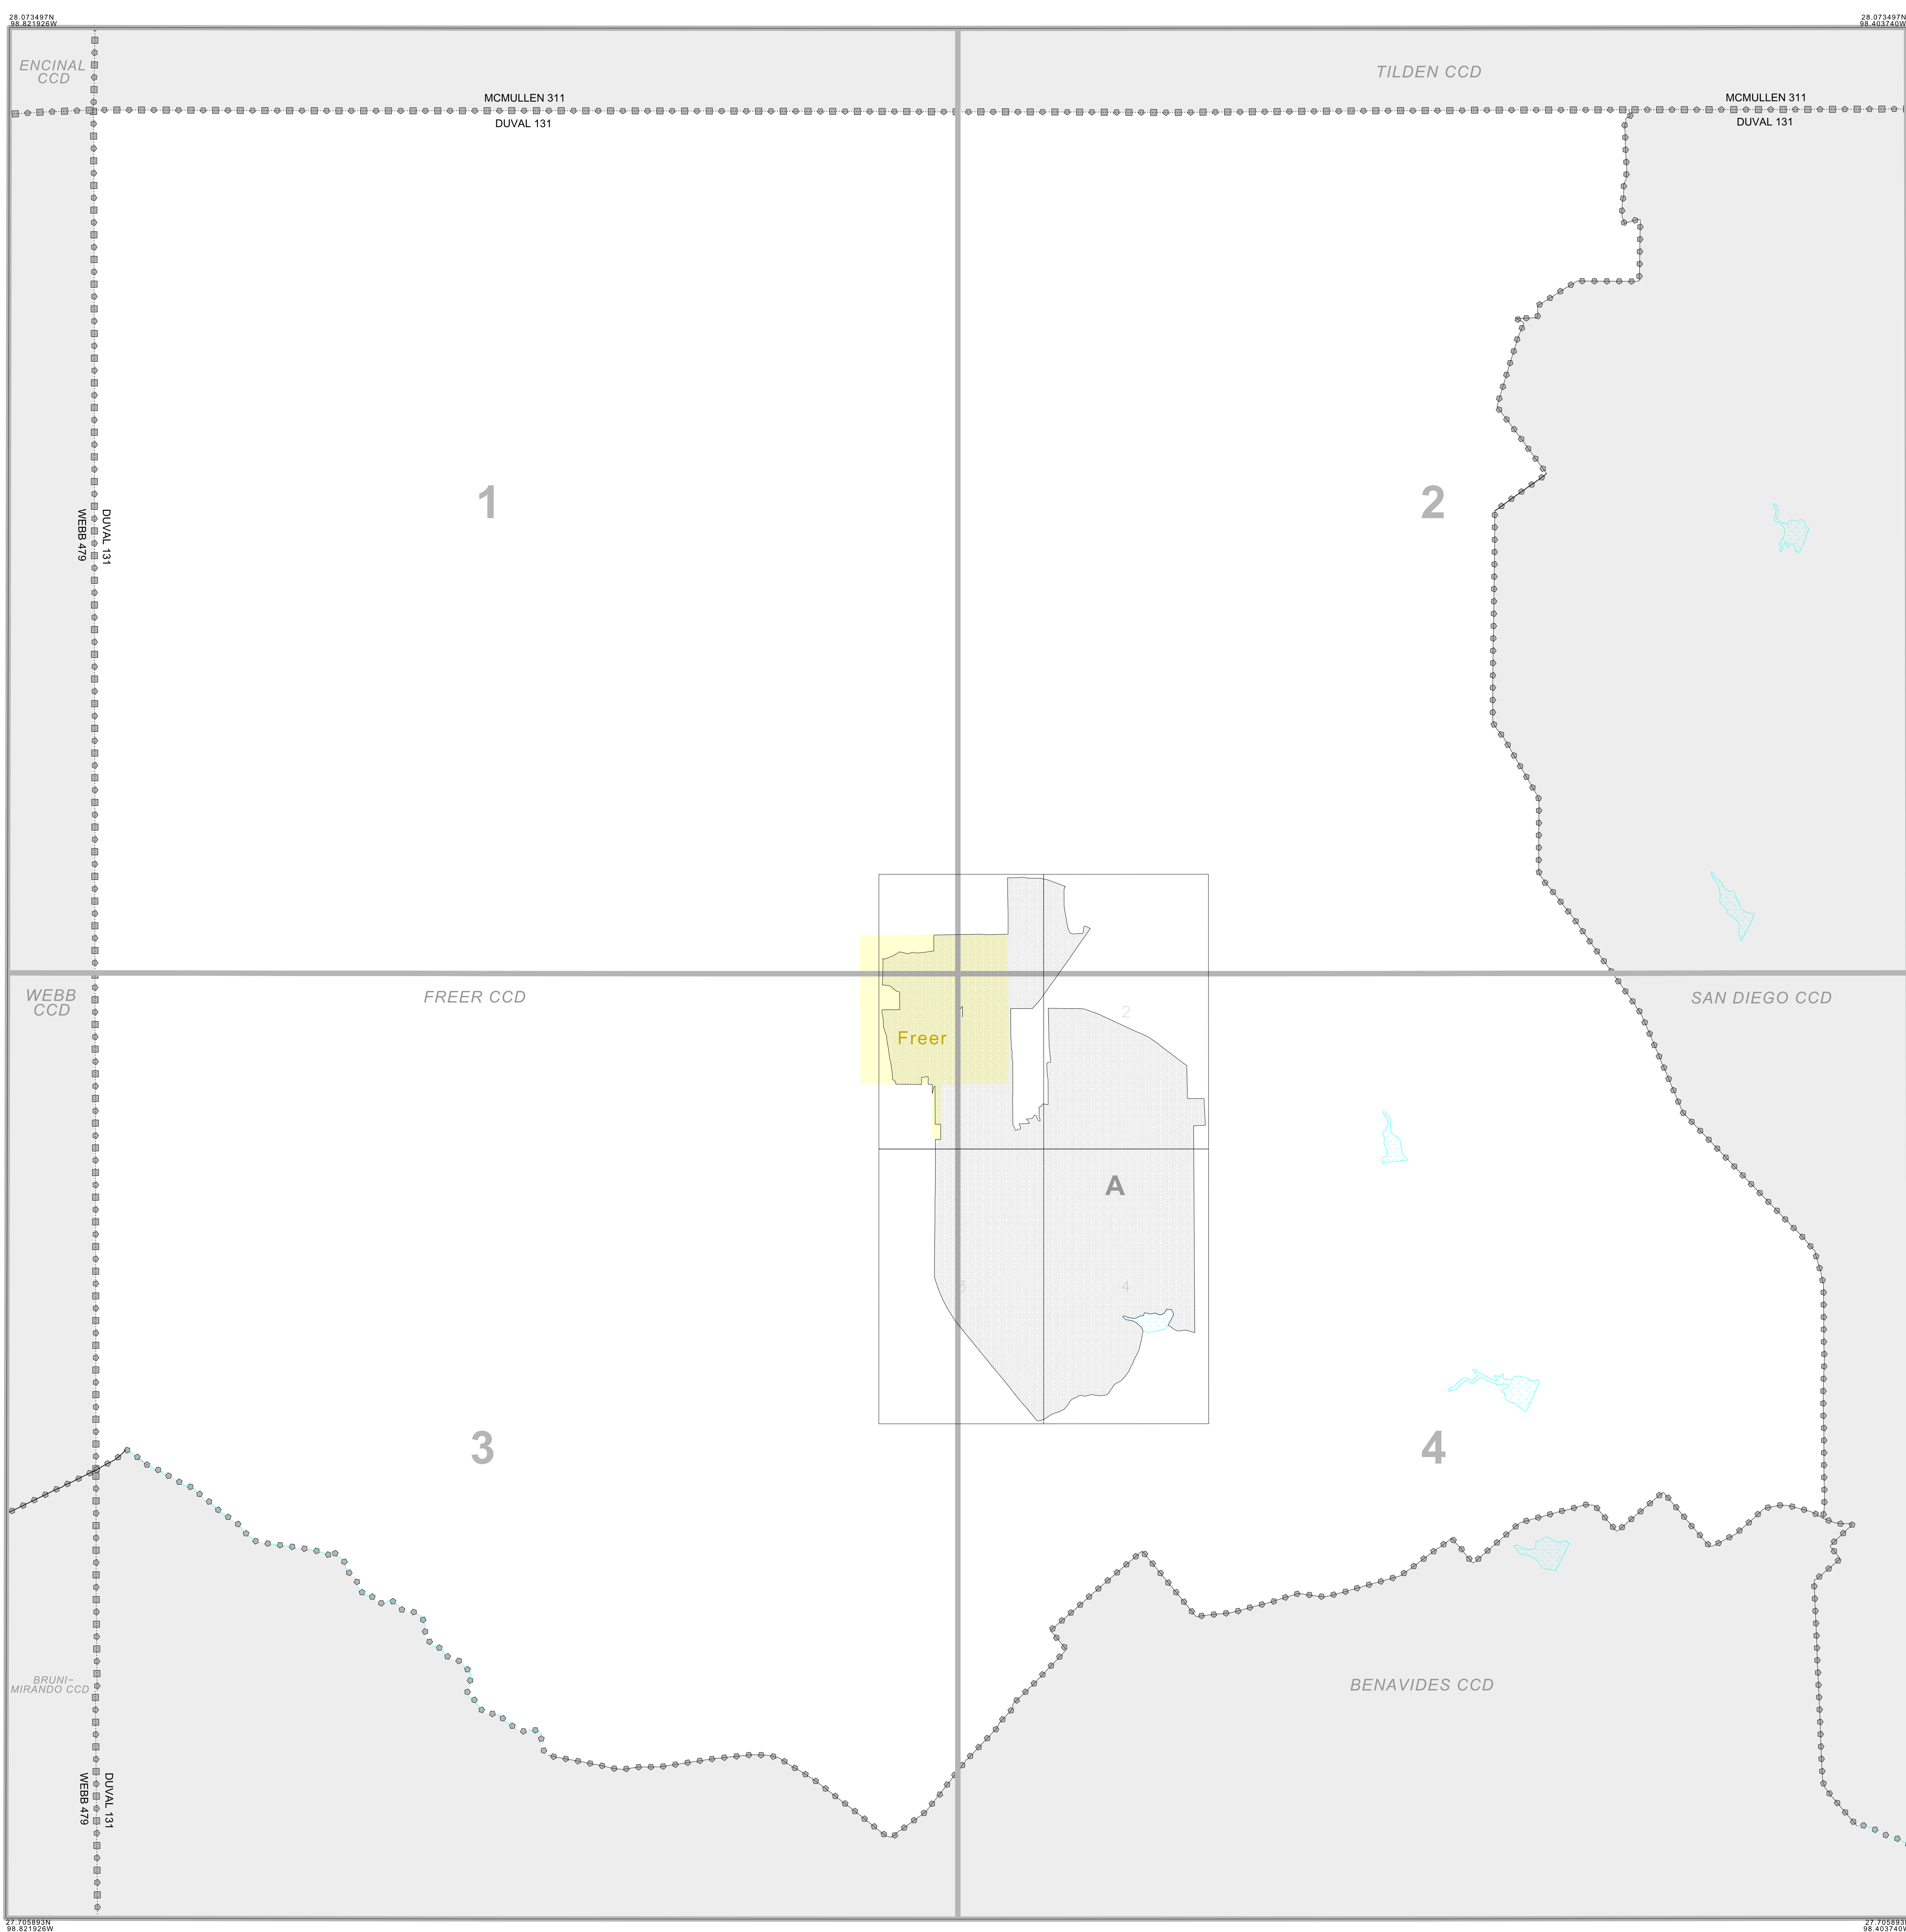 28.073497N
98.821926W
28.073497N
98.403740W
ENCINAL
CCD
TILDEN CCD
MCMULLEN 311
DUVAL 131
MCMULLEN 311
DUVAL 131
1
2
WEBB 479
DUVAL 131
WEBB
CCD
FREER CCD
SAN DIEGO CCD
1
2
Freer
A
3
4
3
4
BRUNI–
MIRANDO CCD
BENAVIDES CCD
WEBB 479
DUVAL 131
27.705893N
98.821926W
27.705893N
98.403740W